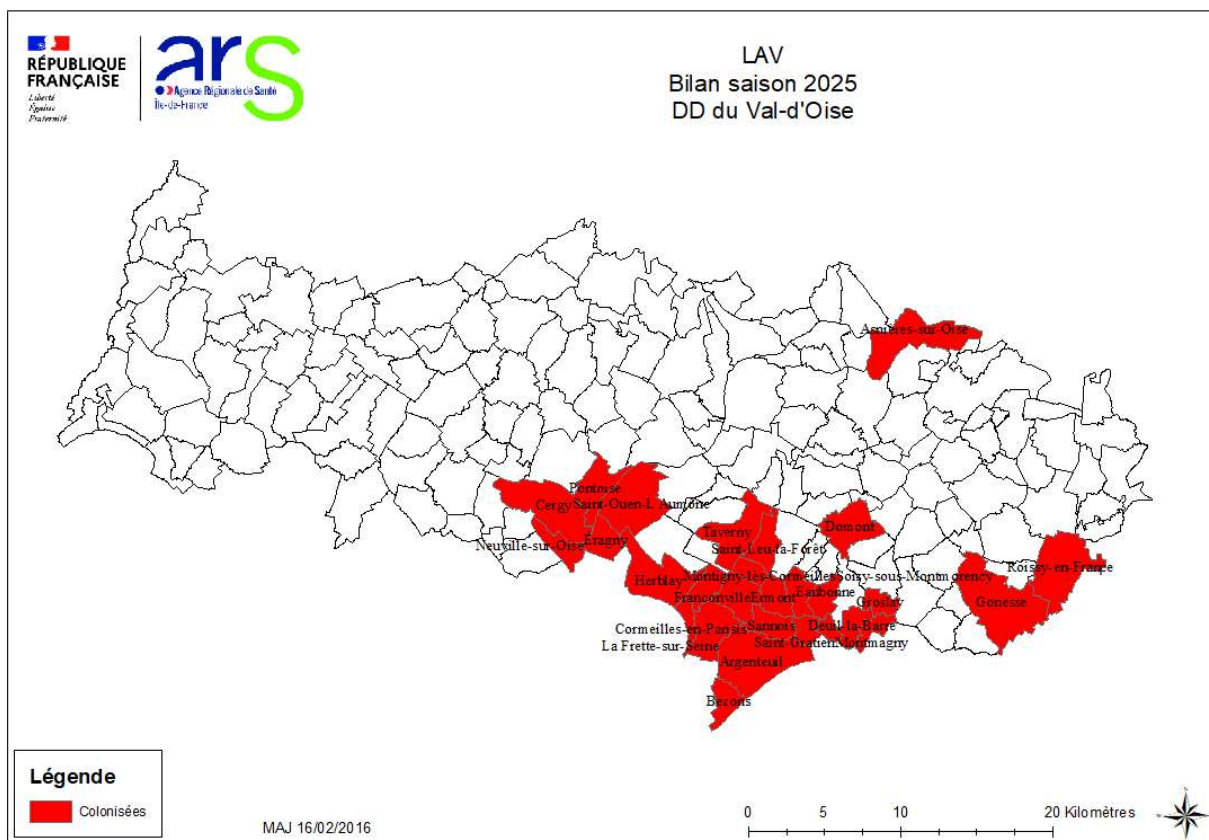 RÉPUBLIQUE
FRANÇAISE
Liberté
Égalité
Fraternité
ars
Agence Régionale de Santé
Île-de-France
LAV
Bilan saison 2025
DD du Val-d'Oise
Asnières-sur-Oise
Pontoise
Cergy
Saint-Ouen-L'Aumône
Neuville-sur-Oise
Eragny
Taverny
Saint-Leu-la-Forêt
Domont
Roissy-en-France
Herblay
Montigny-lès-Cormeilles
Soisy-sous-Montmorency
Franconville
Ermont
Eaubonne
Groslay
Gonesse
Cormeilles-en-Parisis
Sannois
Deuil-la-Barre
La Frette-sur-Seine
Saint-Gratien
Montmagny
Argenteuil
Bezons
Légende
Colonisées
MAJ 16/02/2016
0 5 10 20 Kilomètres